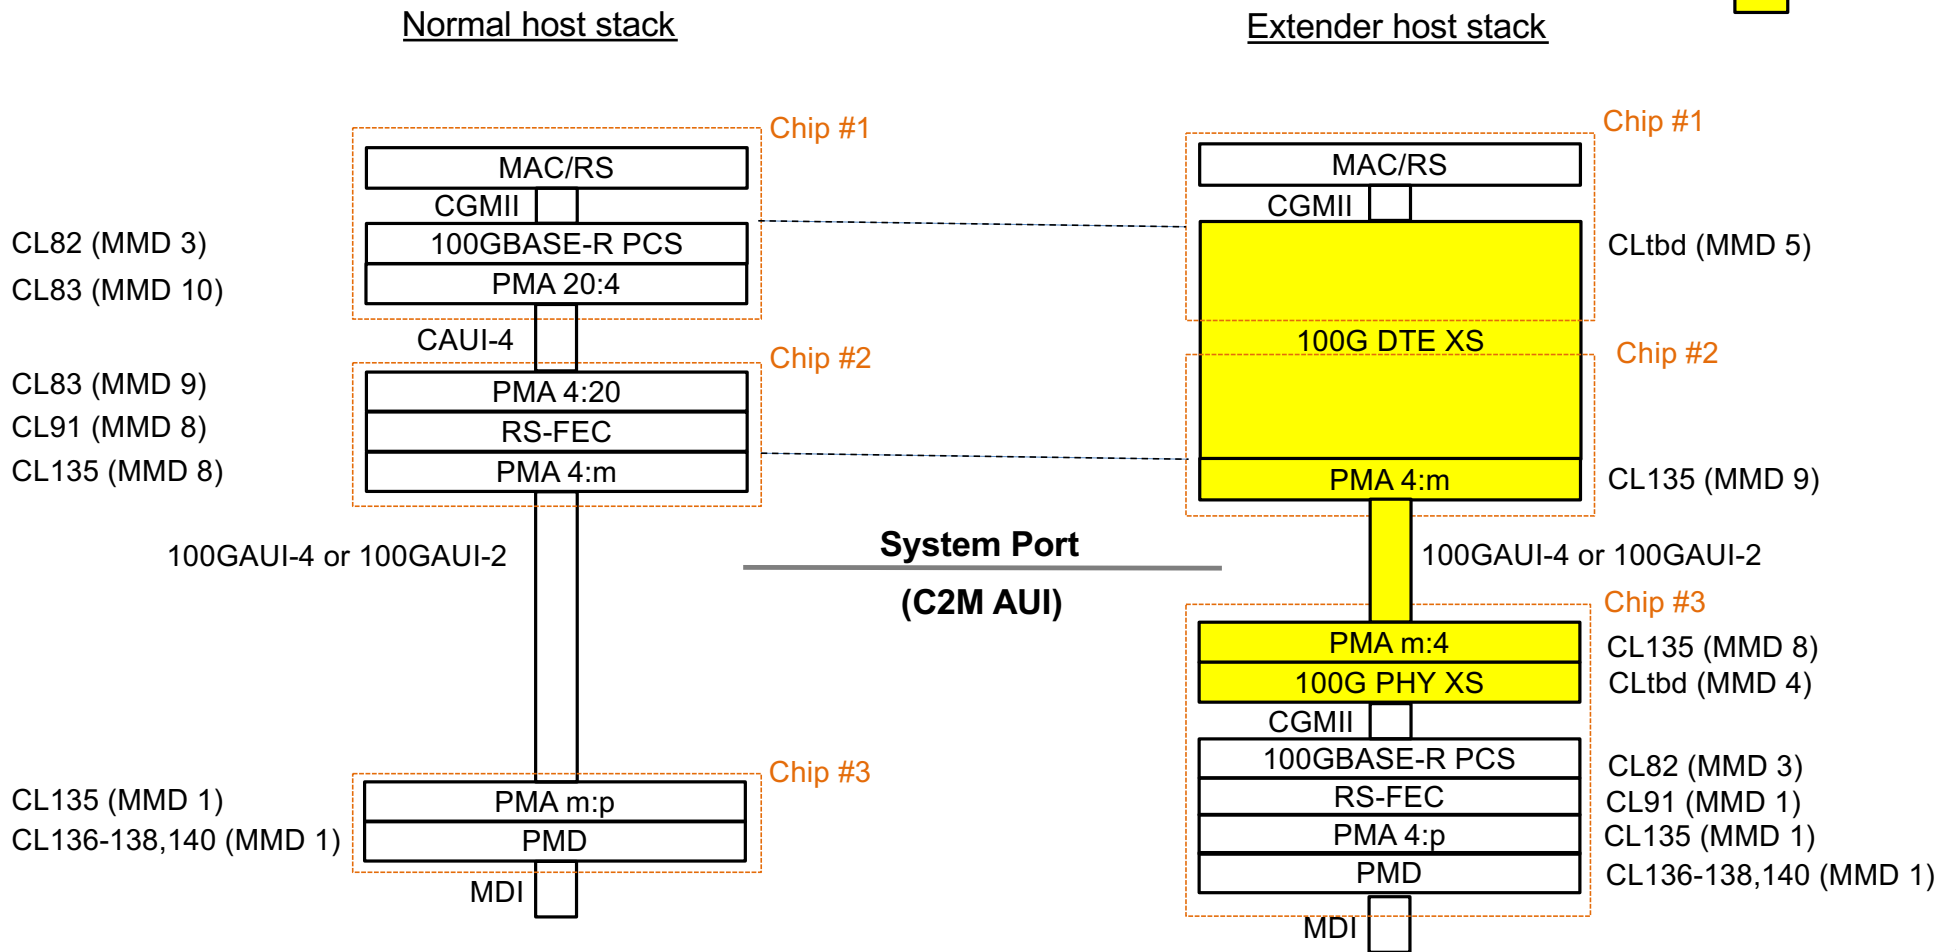 Normal host stack
Extender host stack
Chip #1
Chip #1
MAC/RS
MAC/RS
CGMII
CGMII
CL82 (MMD 3)
100GBASE-R PCS
CLtbd (MMD 5)
CL83 (MMD 10)
PMA 20:4
CAUI-4
100G DTE XS
Chip #2
Chip #2
CL83 (MMD 9)
PMA 4:20
CL91 (MMD 8)
RS-FEC
CL135 (MMD 8)
PMA 4:m
PMA 4:m
CL135 (MMD 9)
100GAUI-4 or 100GAUI-2
System Port
100GAUI-4 or 100GAUI-2
(C2M AUI)
Chip #3
PMA m:4
CL135 (MMD 8)
100G PHY XS
CLtbd (MMD 4)
CGMII
100GBASE-R PCS
CL82 (MMD 3)
Chip #3
CL135 (MMD 1)
PMA m:p
RS-FEC
CL91 (MMD 1)
CL136-138,140 (MMD 1)
PMD
PMA 4:p
CL135 (MMD 1)
PMD
CL136-138,140 (MMD 1)
MDI
MDI